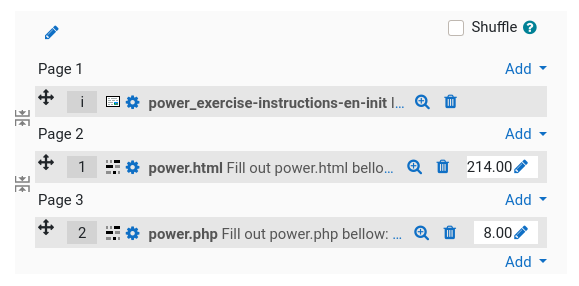 Shuffle
Page 1 Add
i power_exercise-instructions-en-init I...
Page 2 Add
1 power.html Fill out power.html bello... 214.00
Page 3 Add
2 power.php Fill out power.php bellow: ... 8.00
Add